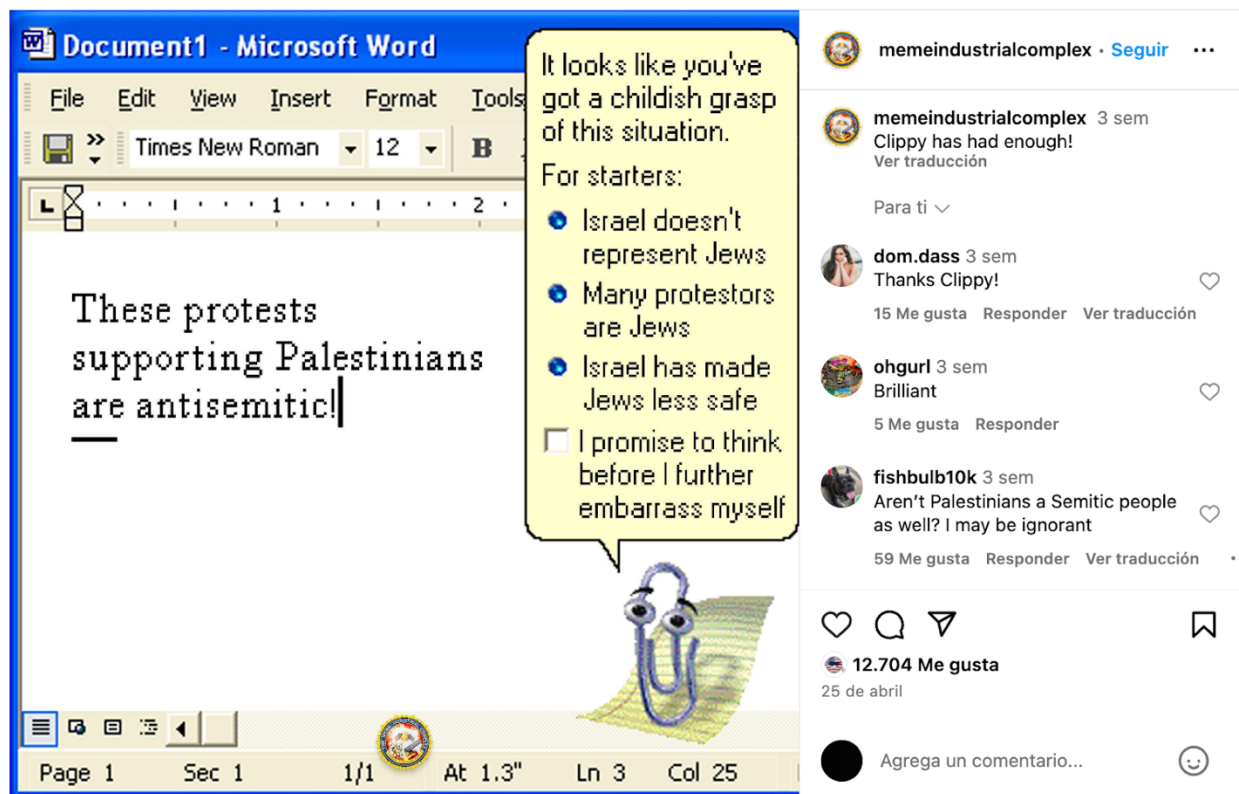 Document1 - Microsoft Word
File Edit View Insert Format Tools
Times New Roman 12 B
1 2
These protests
supporting Palestinians
are antisemitic!
It looks like you've
got a childish grasp
of this situation.
For starters:
Israel doesn't
represent Jews
Many protestors
are Jews
Israel has made
Jews less safe
I promise to think
before I further
embarrass myself
Page 1 Sec 1 1/1 At 1.3" Ln 3 Col 25
memeindustrialcomplex · Seguir ...
memeindustrialcomplex 3 sem
Clippy has had enough!
Ver traducción
Para ti
dom.dass 3 sem
Thanks Clippy!
15 Me gusta Responder Ver traducción
ohgurl 3 sem
Brilliant
5 Me gusta Responder
fishbulb10k 3 sem
Aren't Palestinians a Semitic people
as well? I may be ignorant
59 Me gusta Responder Ver traducción
12.704 Me gusta
25 de abril
Agrega un comentario...